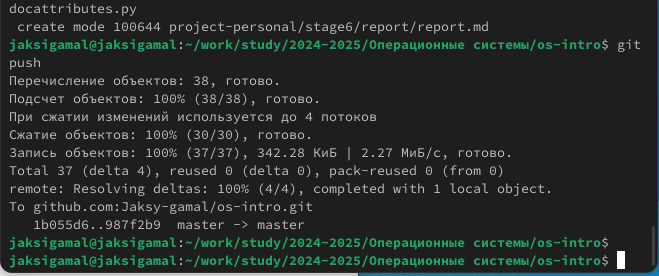 docattributes.py
create mode 100644 project-personal/stage6/report/report.md
jaksigamal@jaksigamal:~/work/study/2024-2025/Операционные системы/os-intro$ git
push
Перечисление объектов: 38, готово.
Подсчет объектов: 100% (38/38), готово.
При сжатии изменений используется до 4 потоков
Сжатие объектов: 100% (30/30), готово.
Запись объектов: 100% (37/37), 342.28 КиБ | 2.27 МиБ/с, готово.
Total 37 (delta 4), reused 0 (delta 0), pack-reused 0 (from 0)
remote: Resolving deltas: 100% (4/4), completed with 1 local object.
To github.com:Jaksy-gamal/os-intro.git
1b055d6..987f2b9  master -> master
jaksigamal@jaksigamal:~/work/study/2024-2025/Операционные системы/os-intro$
jaksigamal@jaksigamal:~/work/study/2024-2025/Операционные системы/os-intro$